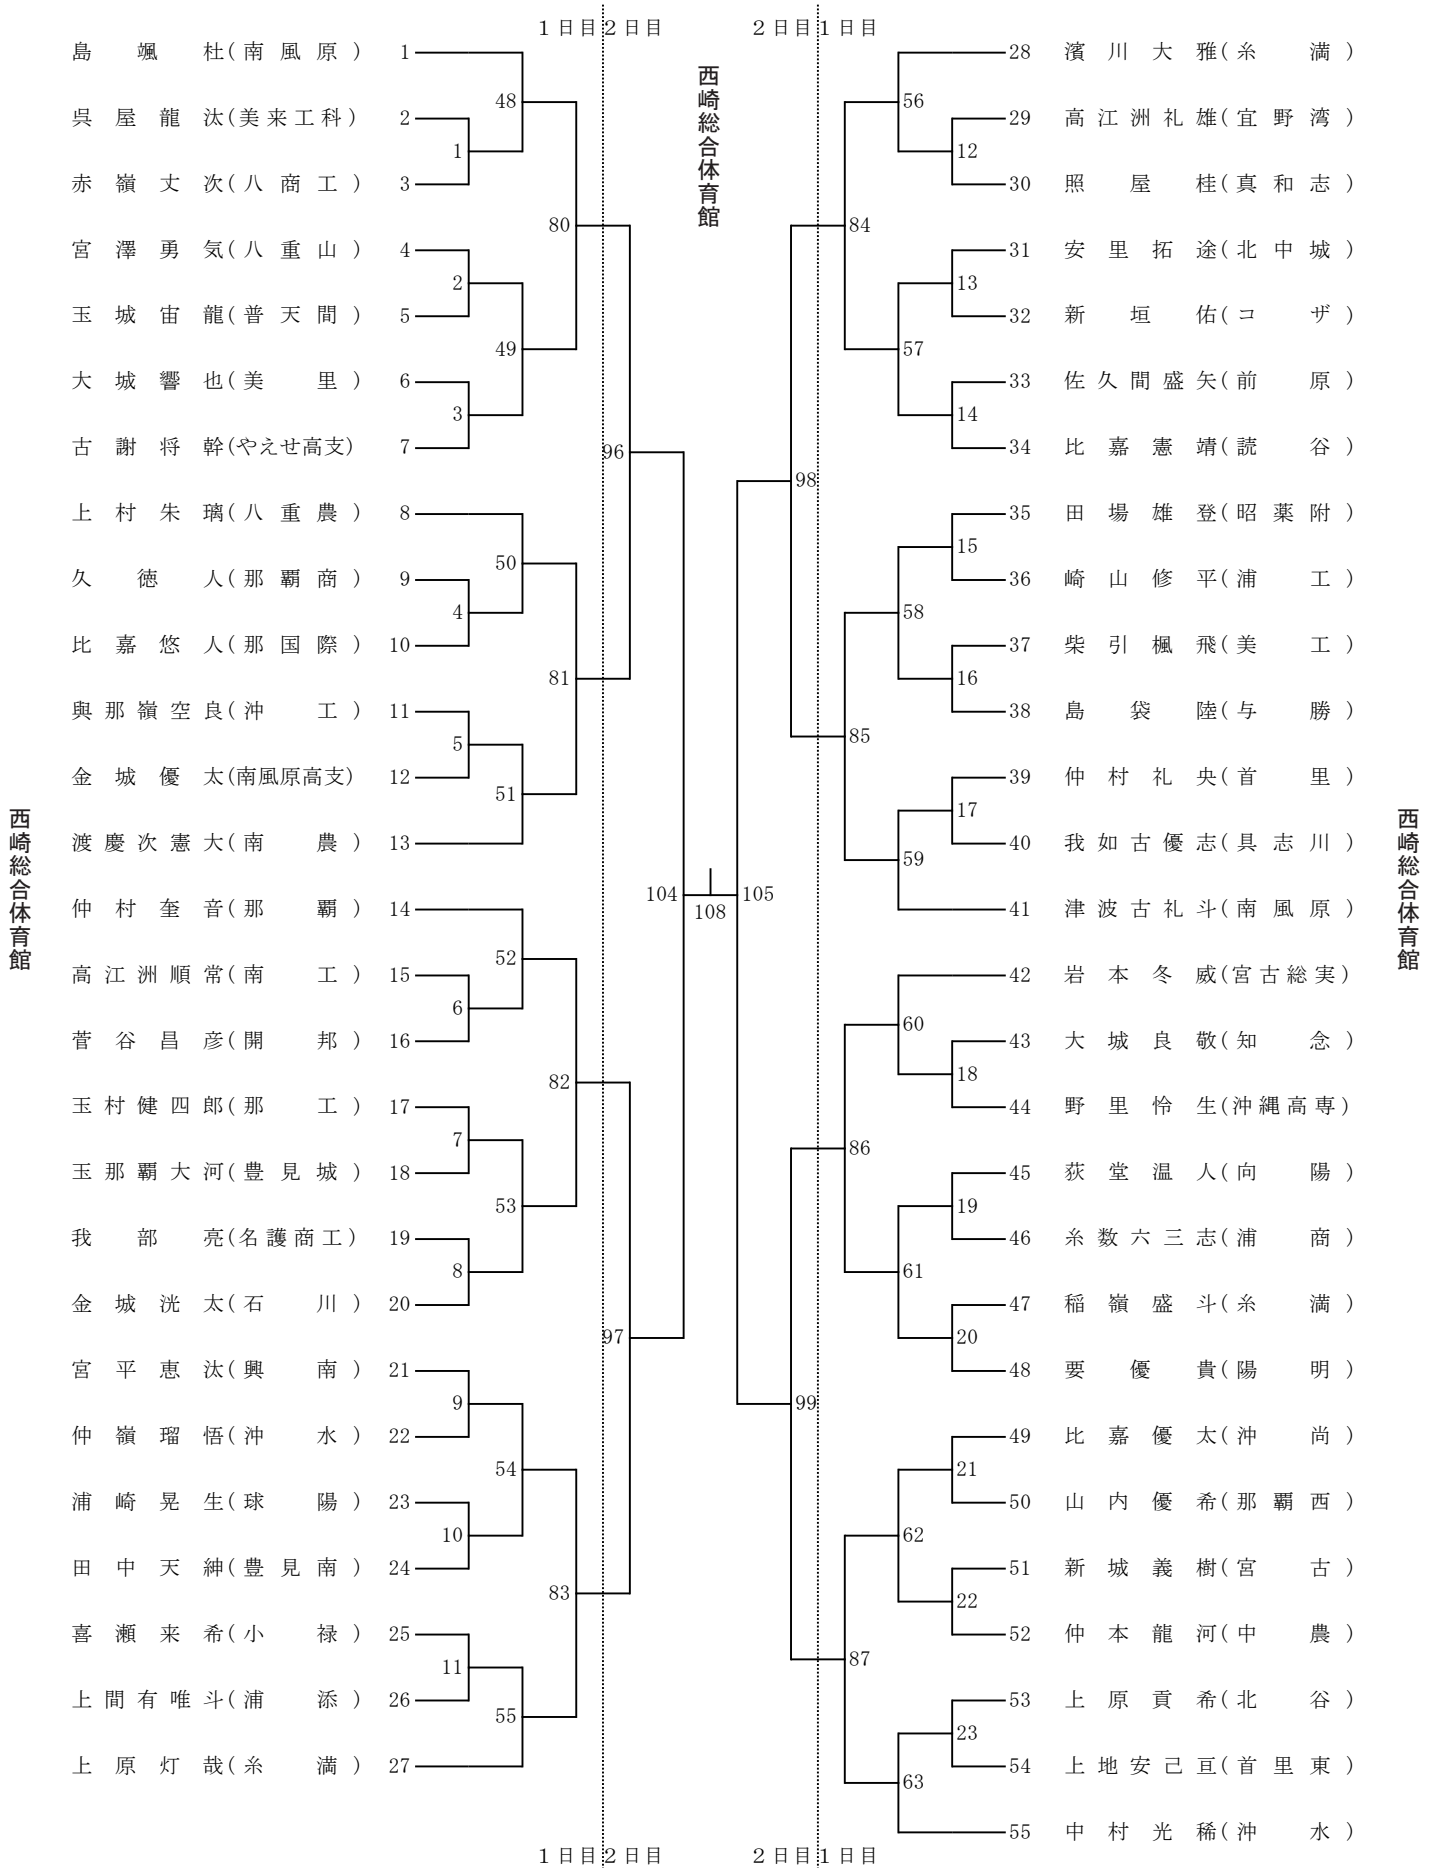 1日目 2日目
2日目 1日目
西崎総合体育館
西崎総合体育館
西崎総合体育館
島颯杜(南風原) 1
呉屋龍汰(美来工科) 2
赤嶺丈次(八商工) 3
宮澤勇気(八重山) 4
玉城宙龍(普天間) 5
大城響也(美里) 6
古謝将幹(やえせ高支) 7
上村朱璃(八重農) 8
久徳人(那覇商) 9
比嘉悠人(那国際) 10
與那嶺空良(沖工) 11
金城優太(南風原高支) 12
渡慶次憲大(南農) 13
仲村奎音(那覇) 14
高江洲順常(南工) 15
菅谷昌彦(開邦) 16
玉村健四郎(那工) 17
玉那覇大河(豊見城) 18
我部亮(名護商工) 19
金城洸太(石川) 20
宮平恵汰(興南) 21
仲嶺瑠悟(沖水) 22
浦崎晃生(球陽) 23
田中天紳(豊見南) 24
喜瀬来希(小禄) 25
上間有唯斗(浦添) 26
上原灯哉(糸満) 27
1
2
3
4
5
6
7
8
9
10
11
48
49
50
51
52
53
54
55
80
81
82
83
96
97
104
108
105
98
99
84
85
86
87
56
57
58
59
60
61
62
63
12
13
14
15
16
17
18
19
20
21
22
23
28 濱川大雅(糸満)
29 高江洲礼雄(宜野湾)
30 照屋桂(真和志)
31 安里拓途(北中城)
32 新垣佑(コザ)
33 佐久間盛矢(前原)
34 比嘉憲靖(読谷)
35 田場雄登(昭薬附)
36 崎山修平(浦工)
37 柴引楓飛(美工)
38 島袋陸(与勝)
39 仲村礼央(首里)
40 我如古優志(具志川)
41 津波古礼斗(南風原)
42 岩本冬威(宮古総実)
43 大城良敬(知念)
44 野里怜生(沖縄高専)
45 荻堂温人(向陽)
46 糸数六三志(浦商)
47 稲嶺盛斗(糸満)
48 要優貴(陽明)
49 比嘉優太(沖尚)
50 山内優希(那覇西)
51 新城義樹(宮古)
52 仲本龍河(中農)
53 上原貢希(北谷)
54 上地安己亘(首里東)
55 中村光稀(沖水)
1日目 2日目
2日目 1日目